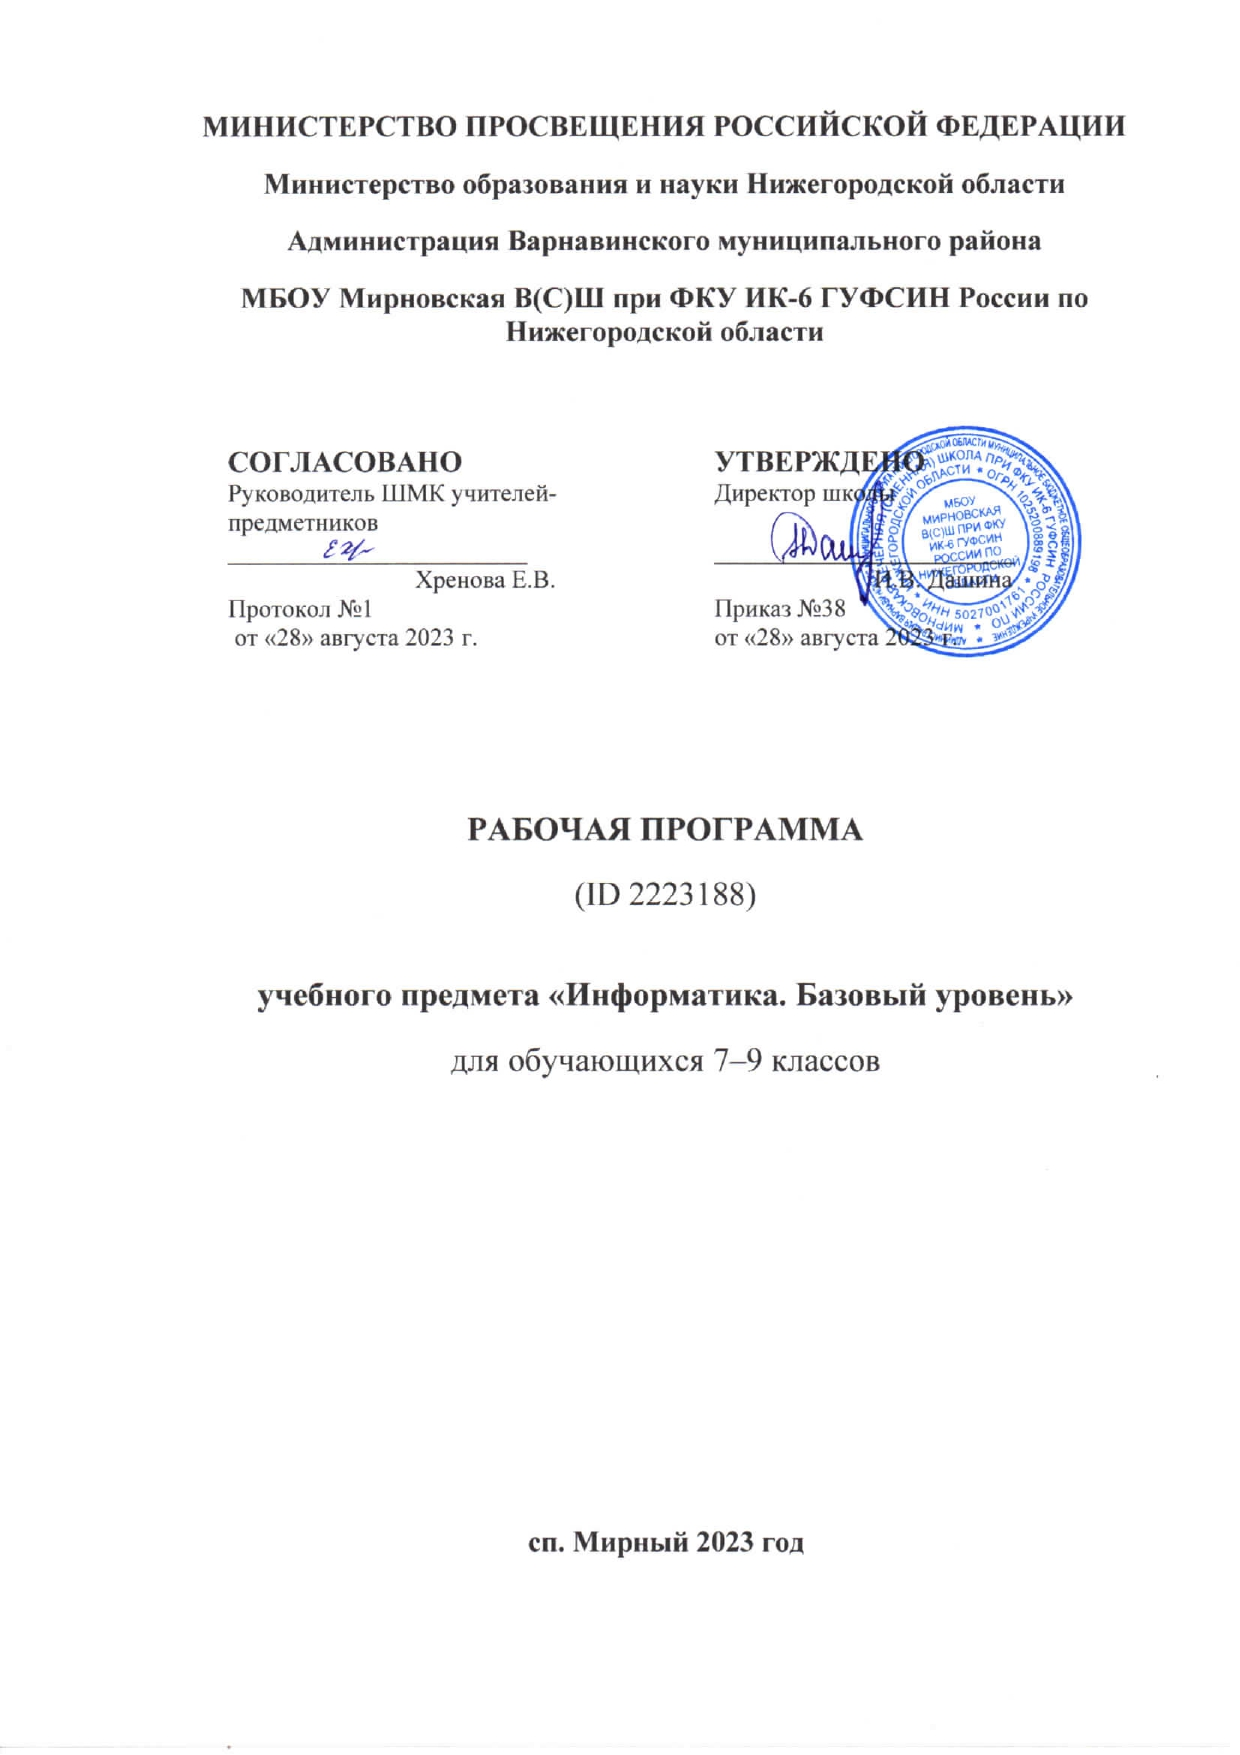 МИНИСТЕРСТВО ПРОСВЕЩЕНИЯ РОССИЙСКОЙ ФЕДЕРАЦИИ
Министерство образования и науки Нижегородской области
Администрация Варнавинского муниципального района
МБОУ Мирновская В(С)Ш при ФКУ ИК-6 ГУФСИН России по
Нижегородской области
СОГЛАСОВАНО
Руководитель ШМК учителей-
предметников
Хренова Е.В.
Протокол №1
от «28» августа 2023 г.
УТВЕРЖДЕНО
Директор школы
И.В. Дашина
Приказ №38
от «28» августа 2023 г.
МБОУ
МИРНОВСКАЯ
В(С)Ш ПРИ ФКУ
ИК-6 ГУФСИН
РОССИИ ПО
НИЖЕГОРОДСКОЙ
ОБЛАСТИ
РАБОЧАЯ ПРОГРАММА
(ID 2223188)
учебного предмета «Информатика. Базовый уровень»
для обучающихся 7–9 классов
сп. Мирный 2023 год